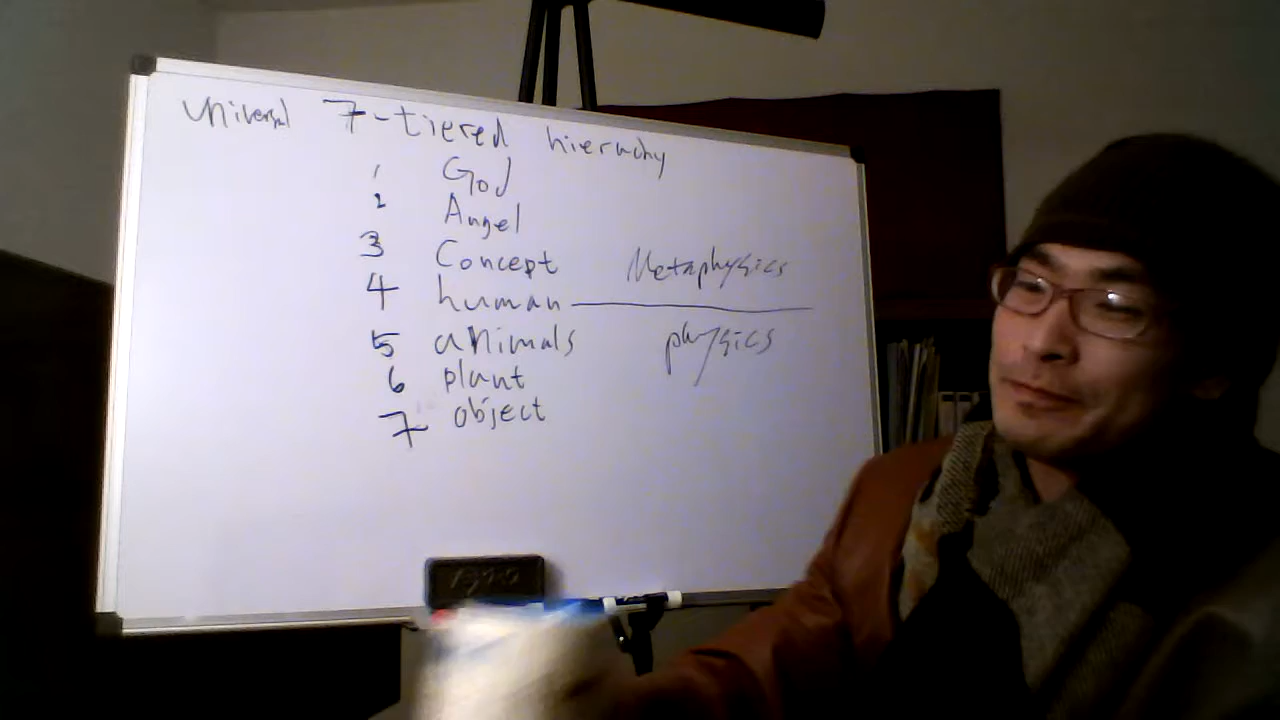 Universal 7-tiered hierachy
1 God
2 Angel
3 Concept Metaphysics
4 human
5 animals physics
6 plant
7 object